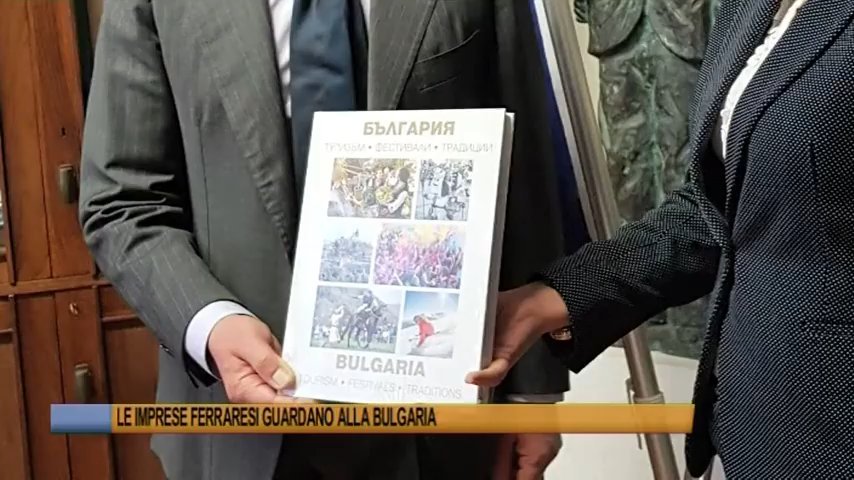 БЪЛГАРИЯ
ТУРИЗЪМ • ФЕСТИВАЛИ • ТРАДИЦИИ
BULGARIA
TOURISM • FESTIVALS • TRADITIONS
LE IMPRESE FERRARESI GUARDANO ALLA BULGARIA